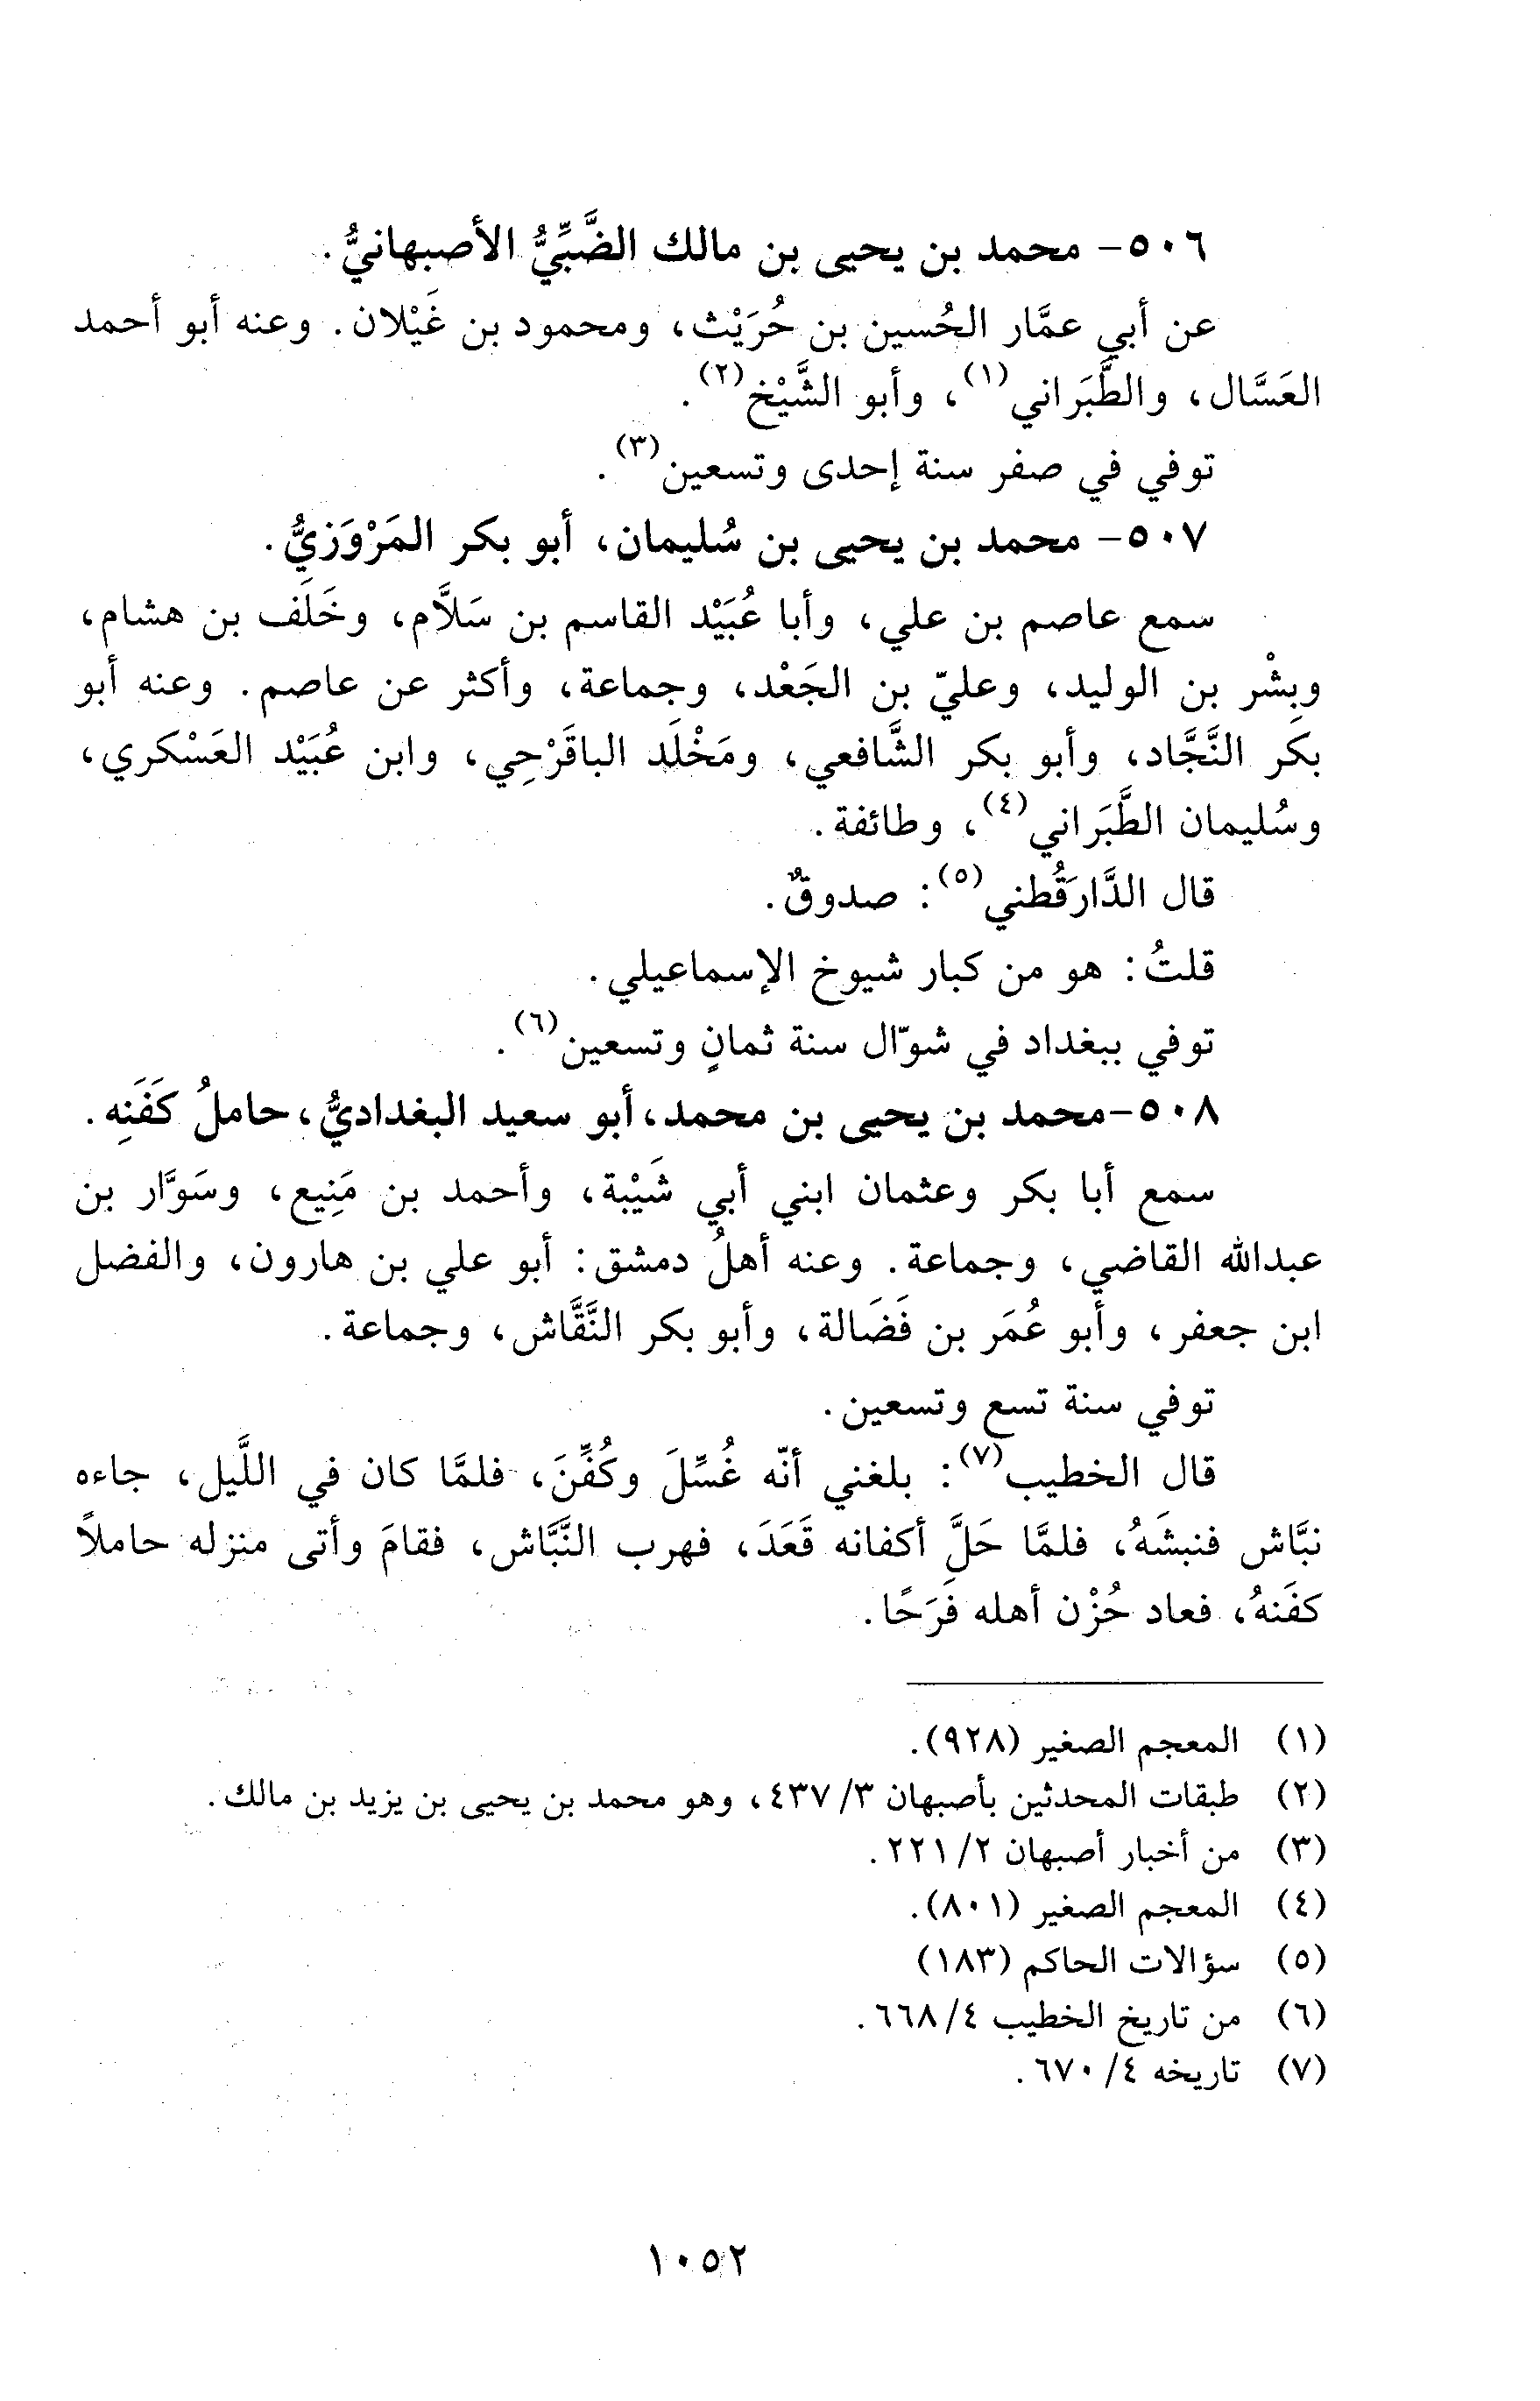 ٥٠٦- محمد بن يحيى بن مالك الضَّبِّيُّ الأصبهانيُّ.
عن أبي عمَّار الحُسين بن حُرَيْث، ومحمود بن غَيْلان. وعنه أبو أحمد
العَسَّال، والطَّبَراني(١)، وأبو الشَّيْخ(٢).
توفي في صفر سنة إحدى وتسعين(٣).
٥٠٧- محمد بن يحيى بن سُليمان، أبو بكر المَرْوَزيُّ.
سمع عاصم بن علي، وأبا عُبَيْد القاسم بن سَلاَّم، وخَلَف بن هشام،
وبِشْر بن الوليد، وعليّ بن الجَعْد، وجماعة، وأكثر عن عاصم. وعنه أبو
بكر النَّجَّاد، وأبو بكر الشَّافعي، ومَخْلَد الباقَرْحِي، وابن عُبَيْد العَسْكري،
وسُليمان الطَّبَراني(٤)، وطائفة.
قال الدَّارَقُطني(٥): صدوقٌ.
قلتُ: هو من كبار شيوخ الإسماعيلي.
توفي ببغداد في شوّال سنة ثمانٍ وتسعين(٦).
٥٠٨-محمد بن يحيى بن محمد، أبو سعيد البغداديُّ، حاملُ كَفَنِه.
سمع أبا بكر وعثمان ابني أبي شَيْبة، وأحمد بن مَنِيع، وسَوَّار بن
عبدالله القاضي، وجماعة. وعنه أهلُ دمشق: أبو علي بن هارون، والفضل
ابن جعفر، وأبو عُمَر بن فَضَالة، وأبو بكر النَّقَّاش، وجماعة.
توفي سنة تسع وتسعين.
قال الخطيب(٧): بلغني أنّه غُسِّلَ وكُفِّنَ، فلمَّا كان في اللَّيل، جاءه
نبَّاش فنبشَهُ، فلمَّا حَلَّ أكفانه قَعَدَ، فهرب النَّبَّاش، فقامَ وأتى منزله حاملاً
كفَنهُ، فعاد حُزْن أهله فَرَحًا.
(١) المعجم الصغير (٩٢٨).
(٢) طبقات المحدثين بأصبهان ٣/ ٤٣٧، وهو محمد بن يحيى بن يزيد بن مالك.
(٣) من أخبار أصبهان ٢/ ٢٢١.
(٤) المعجم الصغير (٨٠١).
(٥) سؤالات الحاكم (١٨٣)
(٦) من تاريخ الخطيب ٤/ ٦٦٨.
(٧) تاريخه ٤/ ٦٧٠.
١٠٥٢